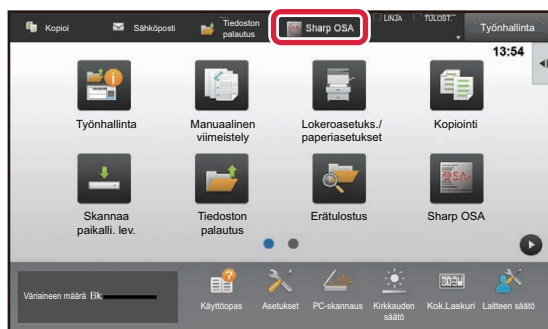 Kopioi
Sähköposti
Tiedoston
palautus
Sharp OSA
LINJA
TULOST.
Työnhallinta
13:54
Työnhallinta
Manuaalinen
viimeistely
Lokeroasetuks./
paperiasetukset
Kopiointi
Skannaa
paikalli. lev.
Tiedoston
palautus
Erätulostus
Sharp OSA
Väriaineen määrä Bk
Käyttöopas
Asetukset
PC-skannaus
Kirkkauden
säätö
Kok.Laskuri
Laitteen säätö